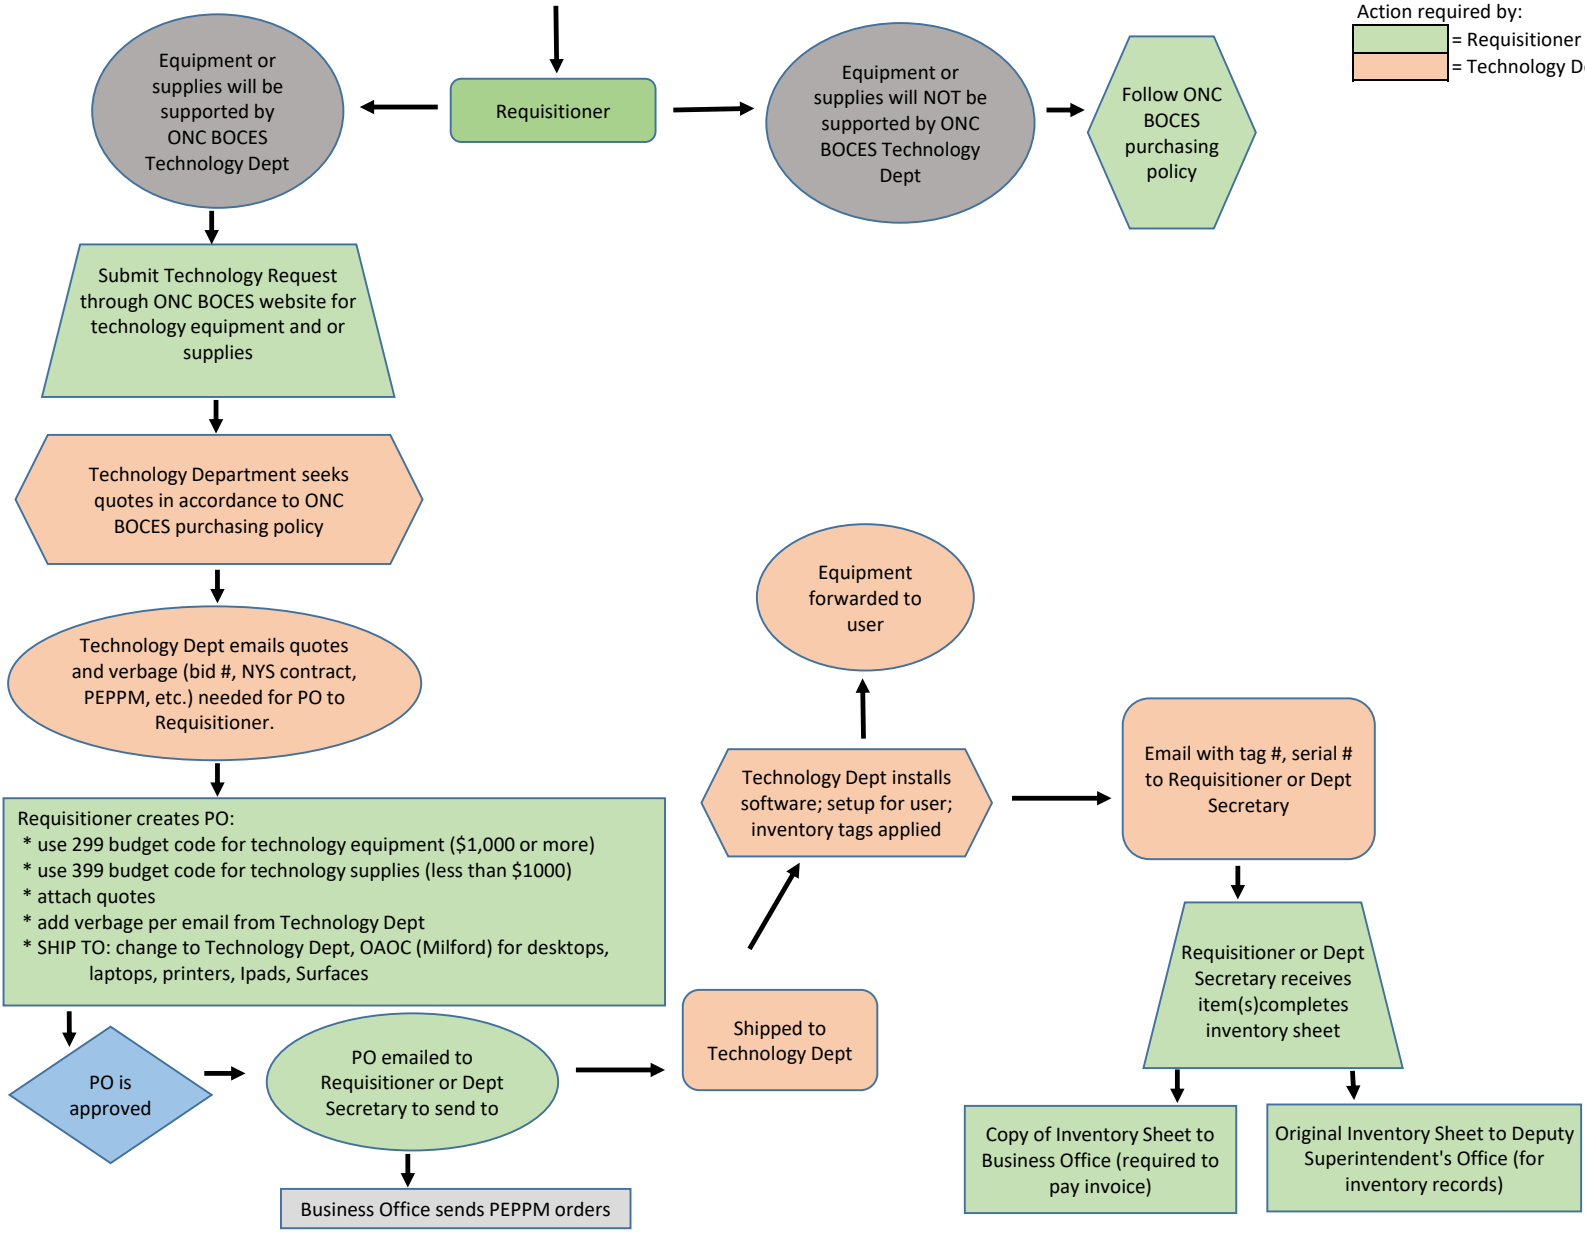 Action required by:
= Requisitioner
= Technology
Equipment or
supplies will be
supported by
ONC BOCES
Technology Dept
Requisitioner
Equipment or
supplies will NOT be
supported by ONC
BOCES Technology
Dept
Follow ONC
BOCES
purchasing
policy
Submit Technology Request
through ONC BOCES website for
technology equipment and or
supplies
Technology Department seeks
quotes in accordance to ONC
BOCES purchasing policy
Technology Dept emails quotes
and verbage (bid #, NYS contract,
PEPPM, etc.) needed for PO to
Requisitioner.
Requisitioner creates PO:
* use 299 budget code for technology equipment ($1,000 or more)
* use 399 budget code for technology supplies (less than $1000)
* attach quotes
* add verbage per email from Technology Dept
* SHIP TO: change to Technology Dept, OAOC (Milford) for desktops,
laptops, printers, Ipads, Surfaces
PO is
approved
PO emailed to
Requisitioner or Dept
Secretary to send to
Business Office sends PEPPM orders
Shipped to
Technology Dept
Technology Dept installs
software; setup for user;
inventory tags applied
Equipment
forwarded to
user
Email with tag #, serial #
to Requisitioner or Dept
Secretary
Requisitioner or Dept
Secretary receives
item(s)completes
inventory sheet
Copy of Inventory Sheet to
Business Office (required to
pay invoice)
Original Inventory Sheet to Deputy
Superintendent's Office (for
inventory records)